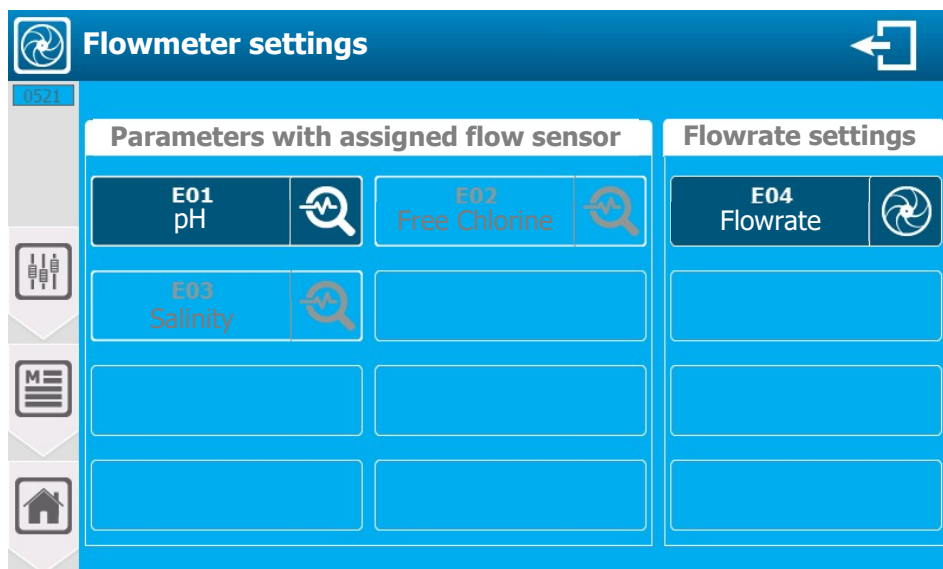 Flowmeter settings
0521
Parameters with assigned flow sensor
Flowrate settings
E01
pH
E02
Free Chlorine
E04
Flowrate
E03
Salinity
M